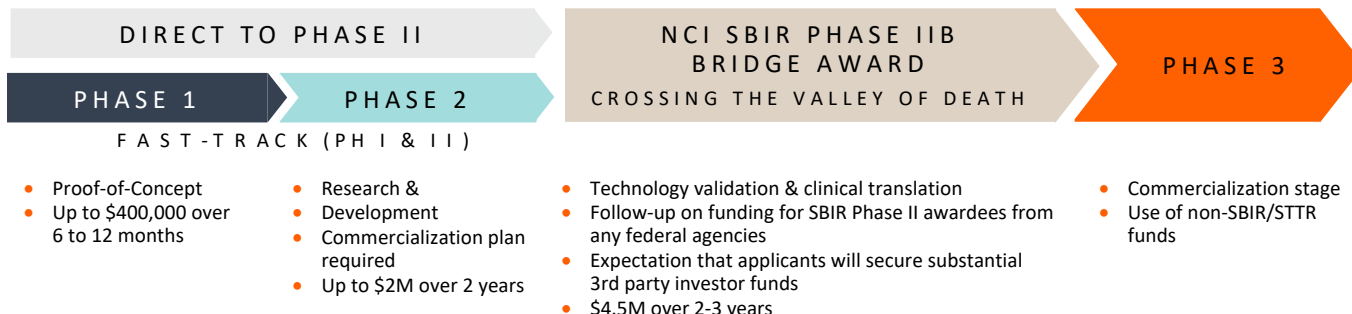 DIRECT TO PHASE II
PHASE 1
PHASE 2
FAST-TRACK (PH I & II)
NCI SBIR PHASE IIB
BRIDGE AWARD
CROSSING THE VALLEY OF DEATH
PHASE 3
• Proof-of-Concept
• Up to $400,000 over
6 to 12 months
• Research &
• Development
• Commercialization plan
required
• Up to $2M over 2 years
• Technology validation & clinical translation
• Follow-up on funding for SBIR Phase II awardees from
any federal agencies
• Expectation that applicants will secure substantial
3rd party investor funds
• $4.5M over 2-3 years
• Commercialization stage
• Use of non-SBIR/STTR
funds